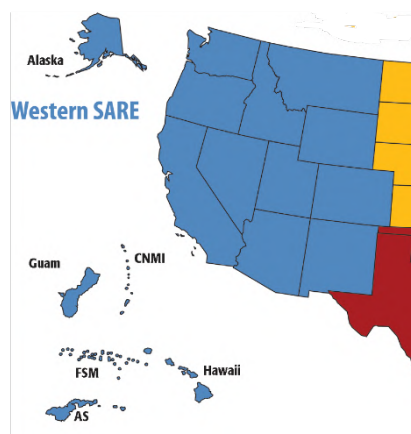 Alaska
Western SARE
Guam
CNMI
FSM
Hawaii
AS